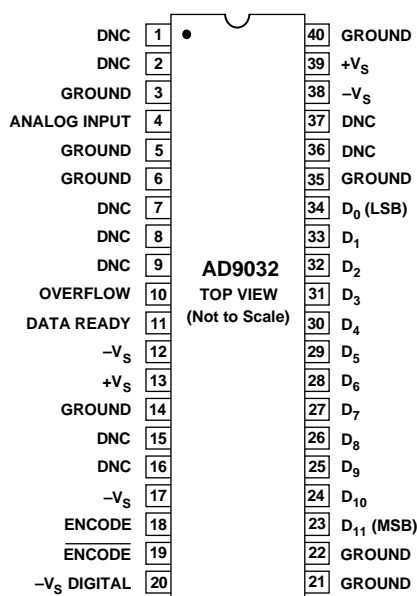 DNC 1 40 GROUND
DNC 2 39 +VS
GROUND 3 38 –VS
ANALOG INPUT 4 37 DNC
GROUND 5 36 DNC
GROUND 6 35 GROUND
DNC 7 34 D0 (LSB)
DNC 8 33 D1
DNC 9 32 D2
AD9032
OVERFLOW 10 31 D3
TOP VIEW
(Not to Scale)
DATA READY 11 30 D4
–VS 12 29 D5
+VS 13 28 D6
GROUND 14 27 D7
DNC 15 26 D8
DNC 16 25 D9
–VS 17 24 D10
ENCODE 18 23 D11 (MSB)
ENCODE 19 22 GROUND
–VS DIGITAL 20 21 GROUND